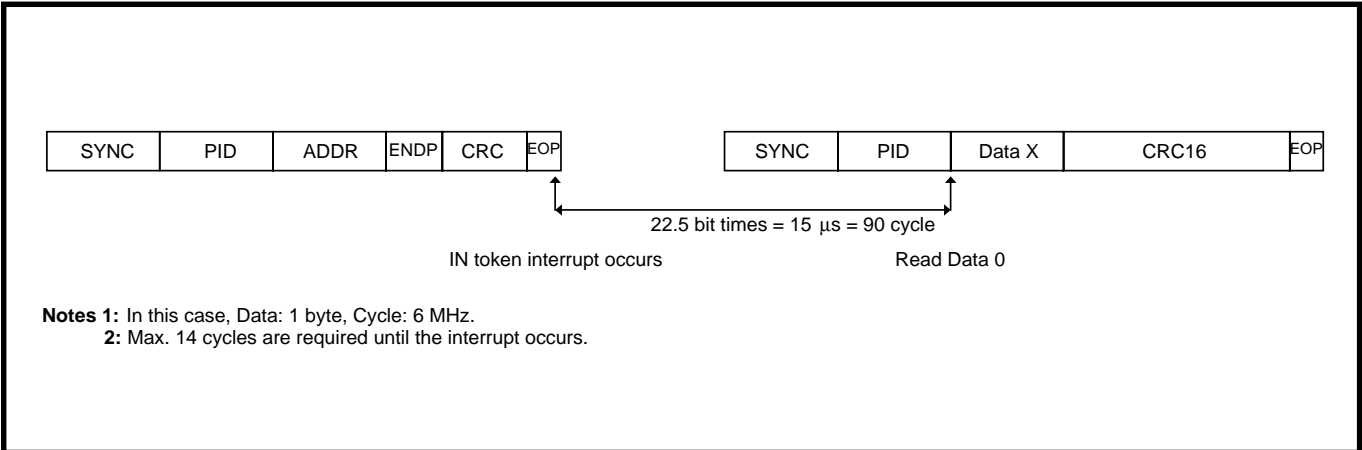 SYNC PID ADDR ENDP CRC EOP SYNC PID Data X CRC16 EOP
22.5 bit times = 15 μs = 90 cycle
IN token interrupt occurs Read Data 0
Notes 1: In this case, Data: 1 byte, Cycle: 6 MHz.
2: Max. 14 cycles are required until the interrupt occurs.